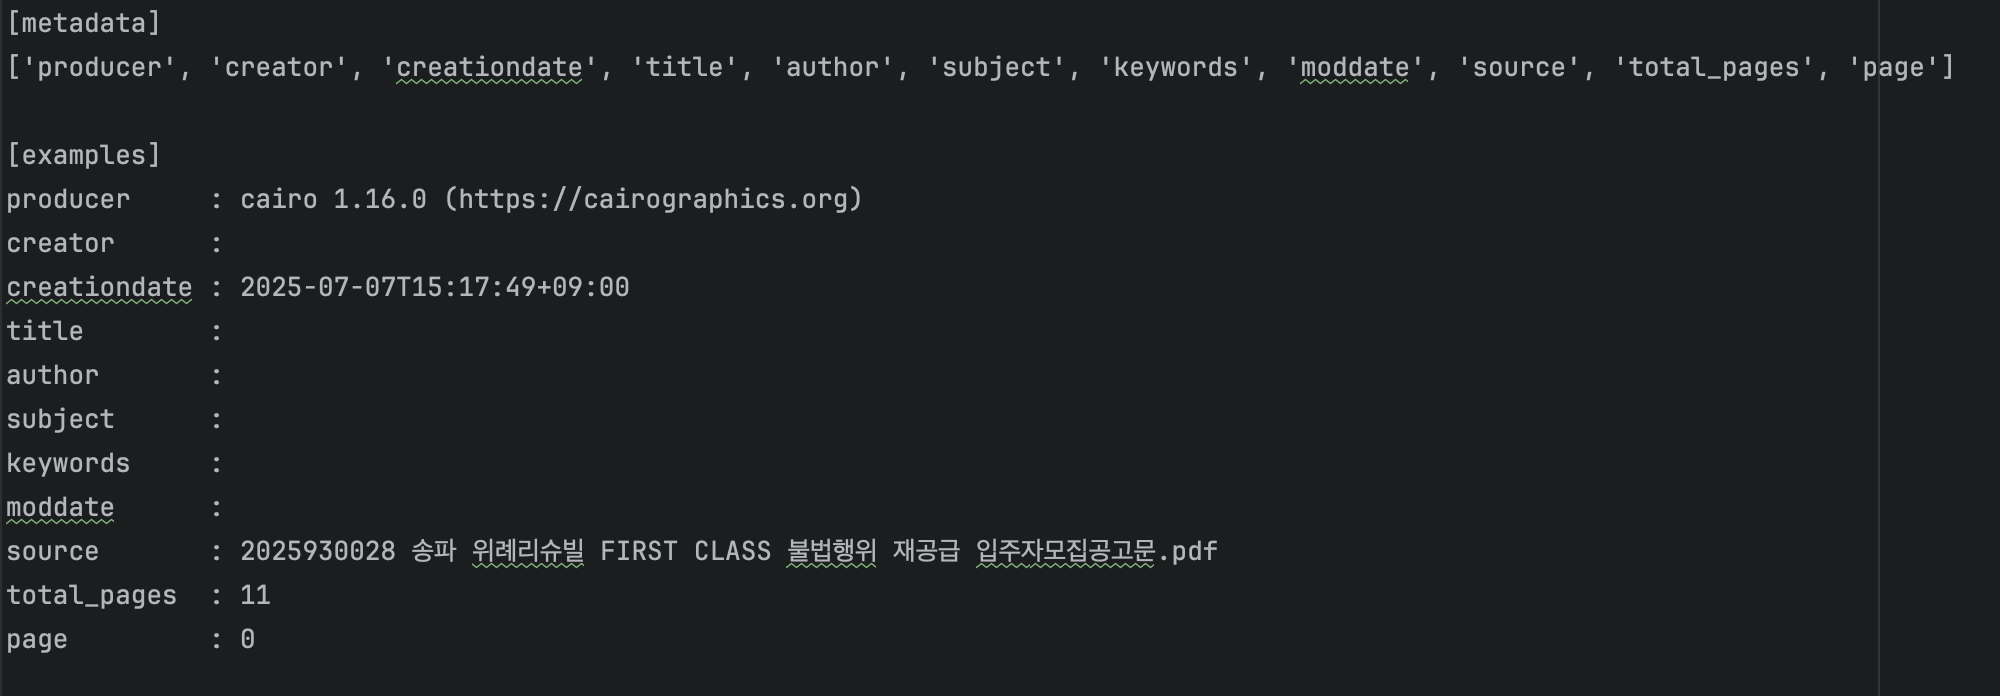 [metadata]
['producer', 'creator', 'creationdate', 'title', 'author', 'subject', 'keywords', 'moddate', 'source', 'total_pages', 'page']
[examples]
producer     : cairo 1.16.0 (https://cairographics.org)
creator      :
creationdate : 2025-07-07T15:17:49+09:00
title        :
author       :
subject      :
keywords     :
moddate      :
source       : 2025930028 송파 위례리슈빌 FIRST CLASS 불법행위 재공급 입주자모집공고문.pdf
total_pages  : 11
page         : 0